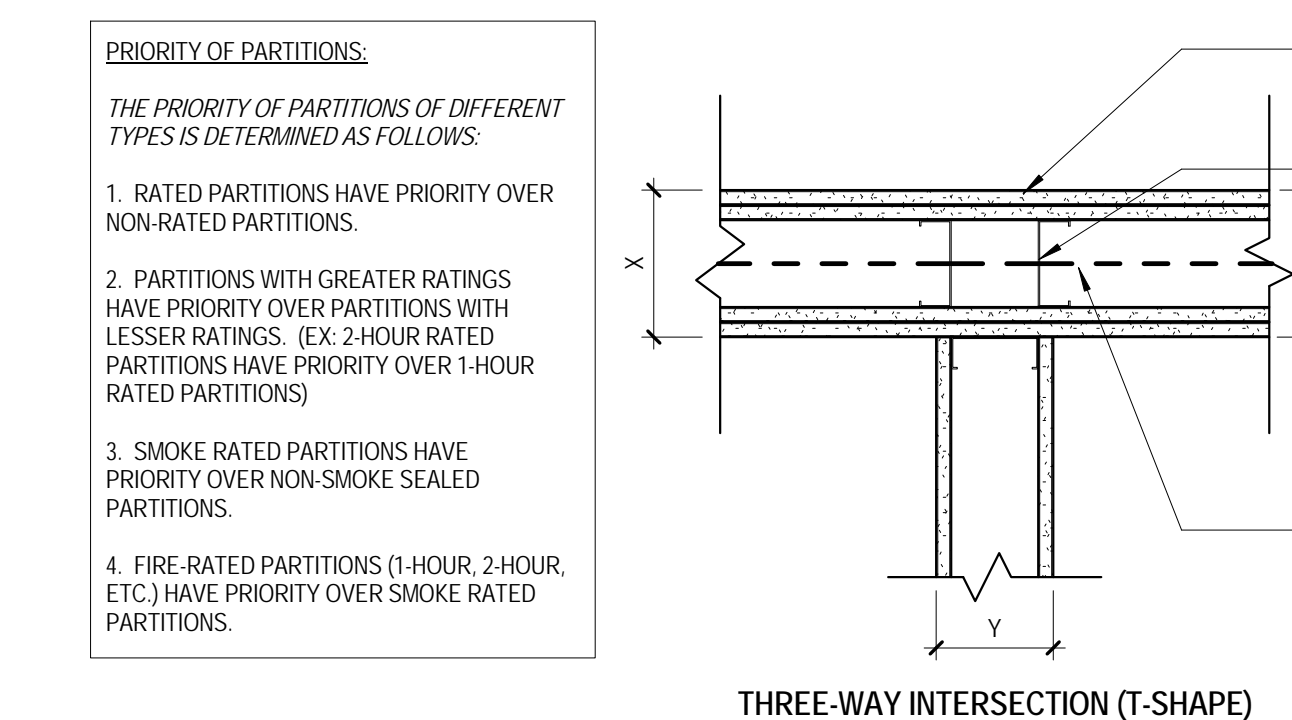 PRIORITY OF PARTITIONS:
THE PRIORITY OF PARTITIONS OF DIFFERENT
TYPES IS DETERMINED AS FOLLOWS:
1. RATED PARTITIONS HAVE PRIORITY OVER
NON-RATED PARTITIONS.
2. PARTITIONS WITH GREATER RATINGS
HAVE PRIORITY OVER PARTITIONS WITH
LESSER RATINGS. (EX: 2-HOUR RATED
PARTITIONS HAVE PRIORITY OVER 1-HOUR
RATED PARTITIONS)
3. SMOKE RATED PARTITIONS HAVE
PRIORITY OVER NON-SMOKE SEALED
PARTITIONS.
4. FIRE-RATED PARTITIONS (1-HOUR, 2-HOUR,
ETC.) HAVE PRIORITY OVER SMOKE RATED
PARTITIONS.
X
Y
THREE-WAY INTERSECTION (T-SHAPE)